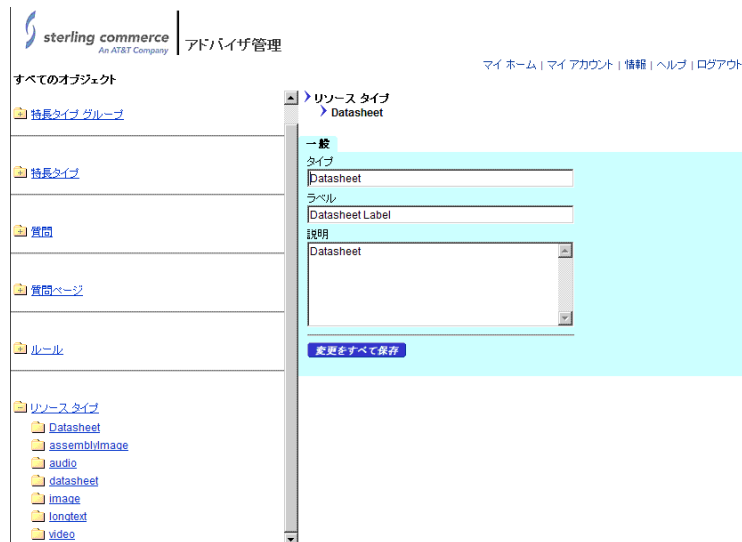 sterling commerce
An AT&T Company
アドバイザ管理
マイ ホーム | マイ アカウント | 情報 | ヘルプ | ログアウト
すべてのオブジェクト
特長タイプ グループ
特長タイプ
質問
質問ページ
ルール
リソース タイプ
Datasheet
assemblyImage
audio
datasheet
image
longtext
video
リソース タイプ
Datasheet
一般
タイプ
Datasheet
ラベル
Datasheet Label
説明
Datasheet
変更をすべて保存